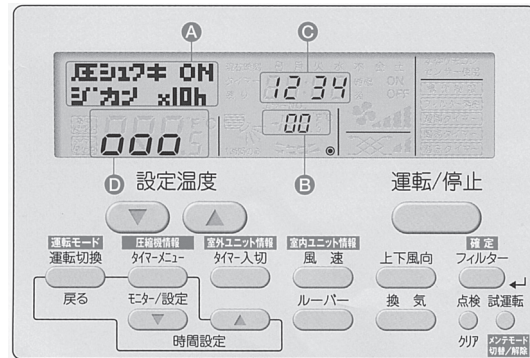 A
C
圧シュクキ ON
ジカン x10h
1234
00
000
D
B
設定温度
運転/停止
運転モード
圧縮機情報
室外ユニット情報
室内ユニット情報
確定
運転切換
タイマーメニュー
タイマー入切
風速
上下風向
フィルター
戻る
モニター/設定
ルーバー
換気
点検
試運転
時間設定
クリア
メンテモード
切替/解除